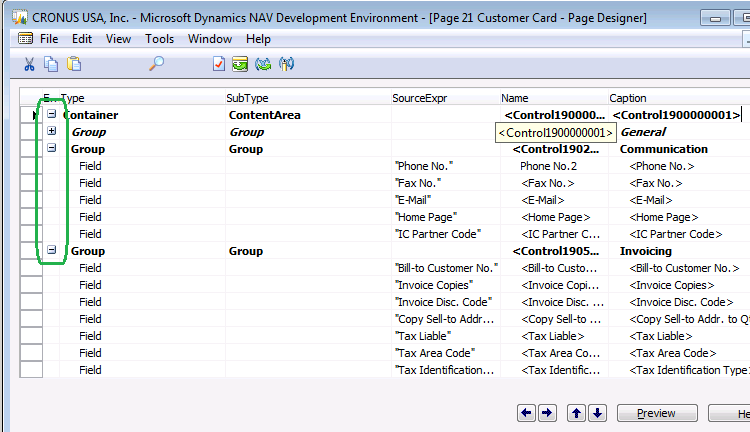 CRONUS USA, Inc. - Microsoft Dynamics NAV Development Environment - [Page 21 Customer Card - Page Designer]
File Edit View Tools Window Help
E.. Type SubType SourceExpr Name Caption
Container ContentArea <Control190000... <Control1900000001>
Group Group <Control1900000001> General
Group Group <Control1902... Communication
Field "Phone No." Phone No.2 <Phone No.>
Field "Fax No." <Fax No.> <Fax No.>
Field "E-Mail" <E-Mail> <E-Mail>
Field "Home Page" <Home Page> <Home Page>
Field "IC Partner Code" <IC Partner C... <IC Partner Code>
Group Group <Control1905... Invoicing
Field "Bill-to Customer No." <Bill-to Custo... <Bill-to Customer No.>
Field "Invoice Copies" <Invoice Copi... <Invoice Copies>
Field "Invoice Disc. Code" <Invoice Disc... <Invoice Disc. Code>
Field "Copy Sell-to Addr... <Copy Sell-to ... <Copy Sell-to Addr. to Qt
Field "Tax Liable" <Tax Liable> <Tax Liable>
Field "Tax Area Code" <Tax Area Co... <Tax Area Code>
Field "Tax Identification... <Tax Identific... <Tax Identification Type>
Preview He